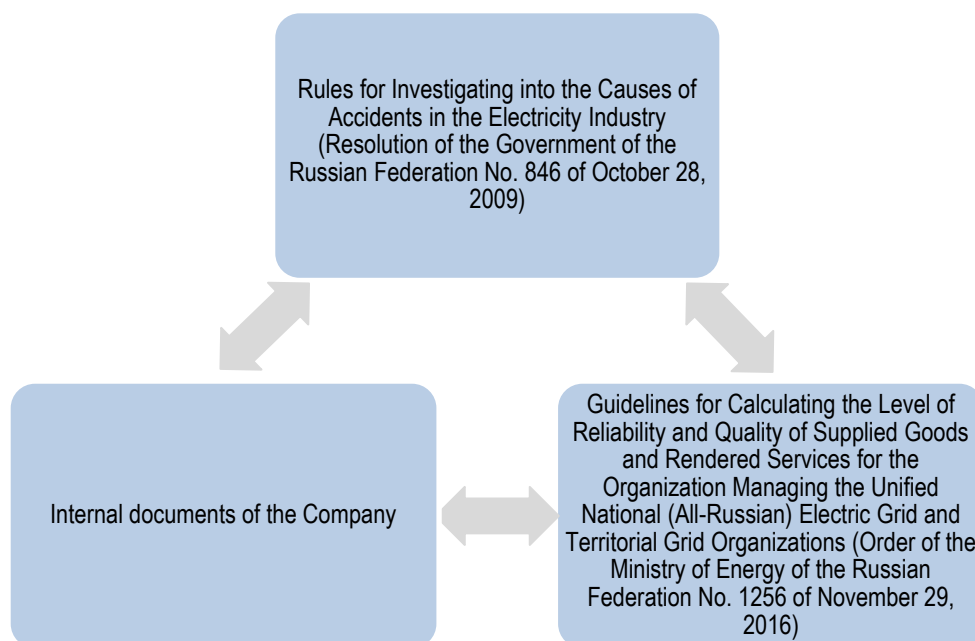 Rules for Investigating into the Causes of
Accidents in the Electricity Industry
(Resolution of the Government of the
Russian Federation No. 846 of October 28,
2009)
Internal documents of the Company
Guidelines for Calculating the Level of
Reliability and Quality of Supplied Goods
and Rendered Services for the
Organization Managing the Unified
National (All-Russian) Electric Grid and
Territorial Grid Organizations (Order of the
Ministry of Energy of the Russian
Federation No. 1256 of November 29,
2016)